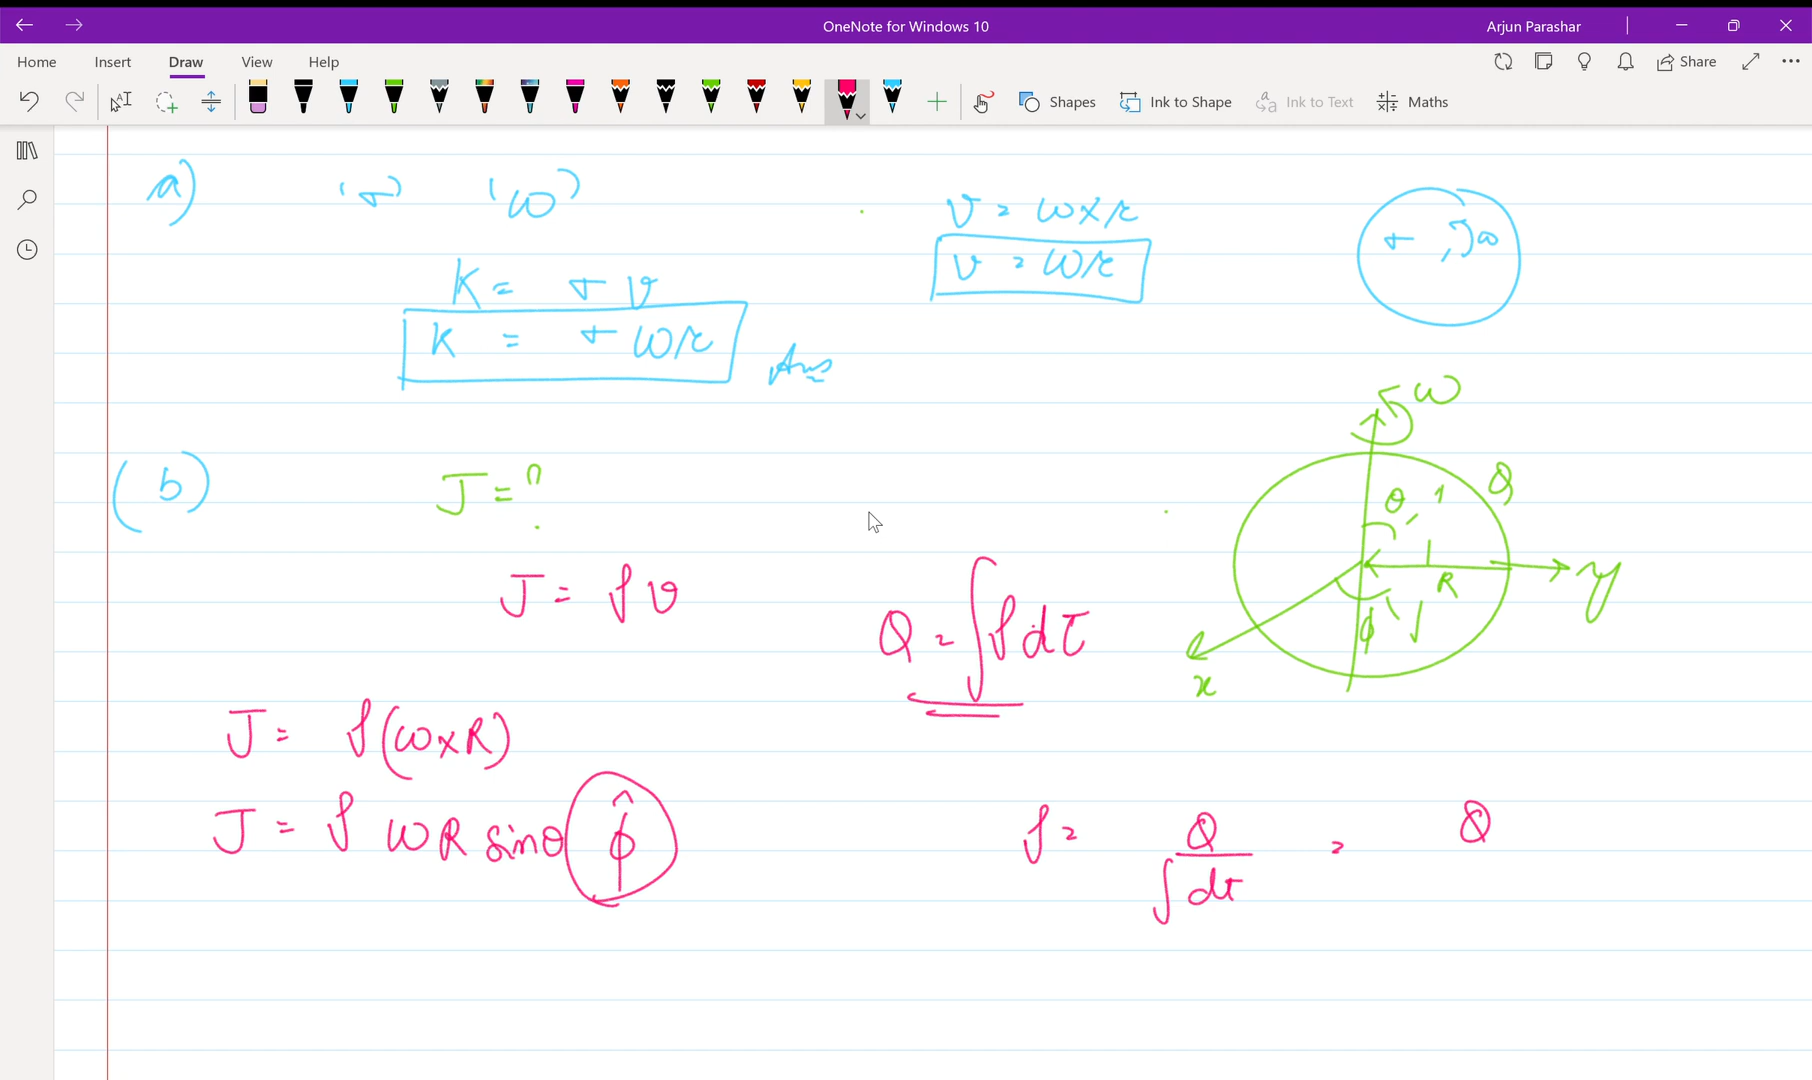 OneNote for Windows 10
Arjun Parashar
Home Insert Draw View Help
Share
Shapes Ink to Shape Ink to Text Maths
a) 'σ' 'ω'
v = ω×r
v = ωr
σ, ω
K = σ v
K = σ ωr Ans
ω
(b) J = ?
θ, Q
R y
ϕ
x
J = ρ v
Q = ∫ρ dτ
J = ρ(ω×R)
J = ρ ωR sinθ ϕ̂
ρ = Q / ∫dτ = Q